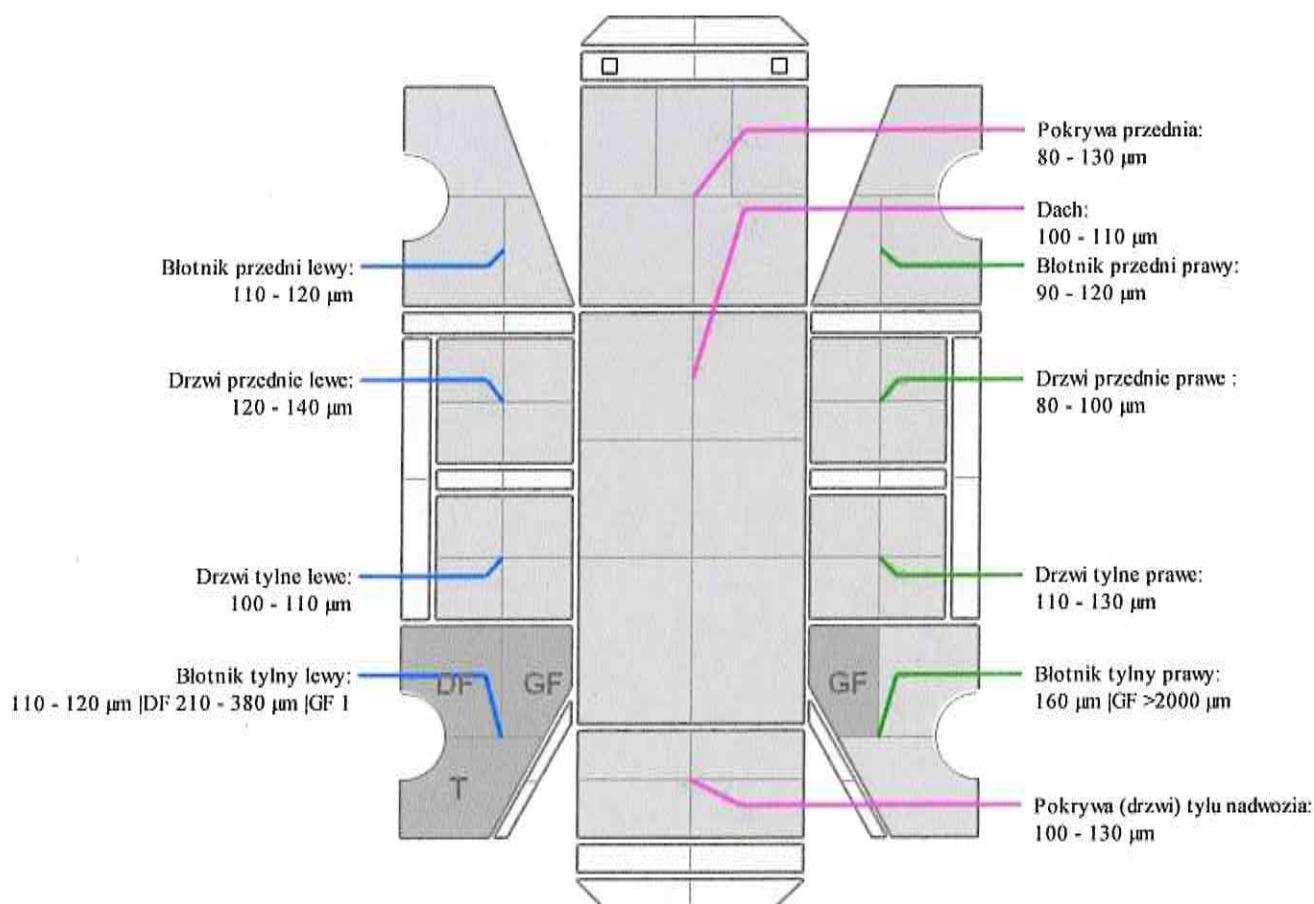 Pokrywa przednia:
80 - 130 µm
Dach:
100 - 110 µm
Błotnik przedni lewy:
110 - 120 µm
Błotnik przedni prawy:
90 - 120 µm
Drzwi przednie lewe:
120 - 140 µm
Drzwi przednie prawe :
80 - 100 µm
Drzwi tylne lewe:
100 - 110 µm
Drzwi tylne prawe:
110 - 130 µm
Błotnik tylny lewy:
110 - 120 µm |DF 210 - 380 µm |GF 1
DF
GF
T
GF
Błotnik tylny prawy:
160 µm |GF >2000 µm
Pokrywa (drzwi) tyłu nadwozia:
100 - 130 µm